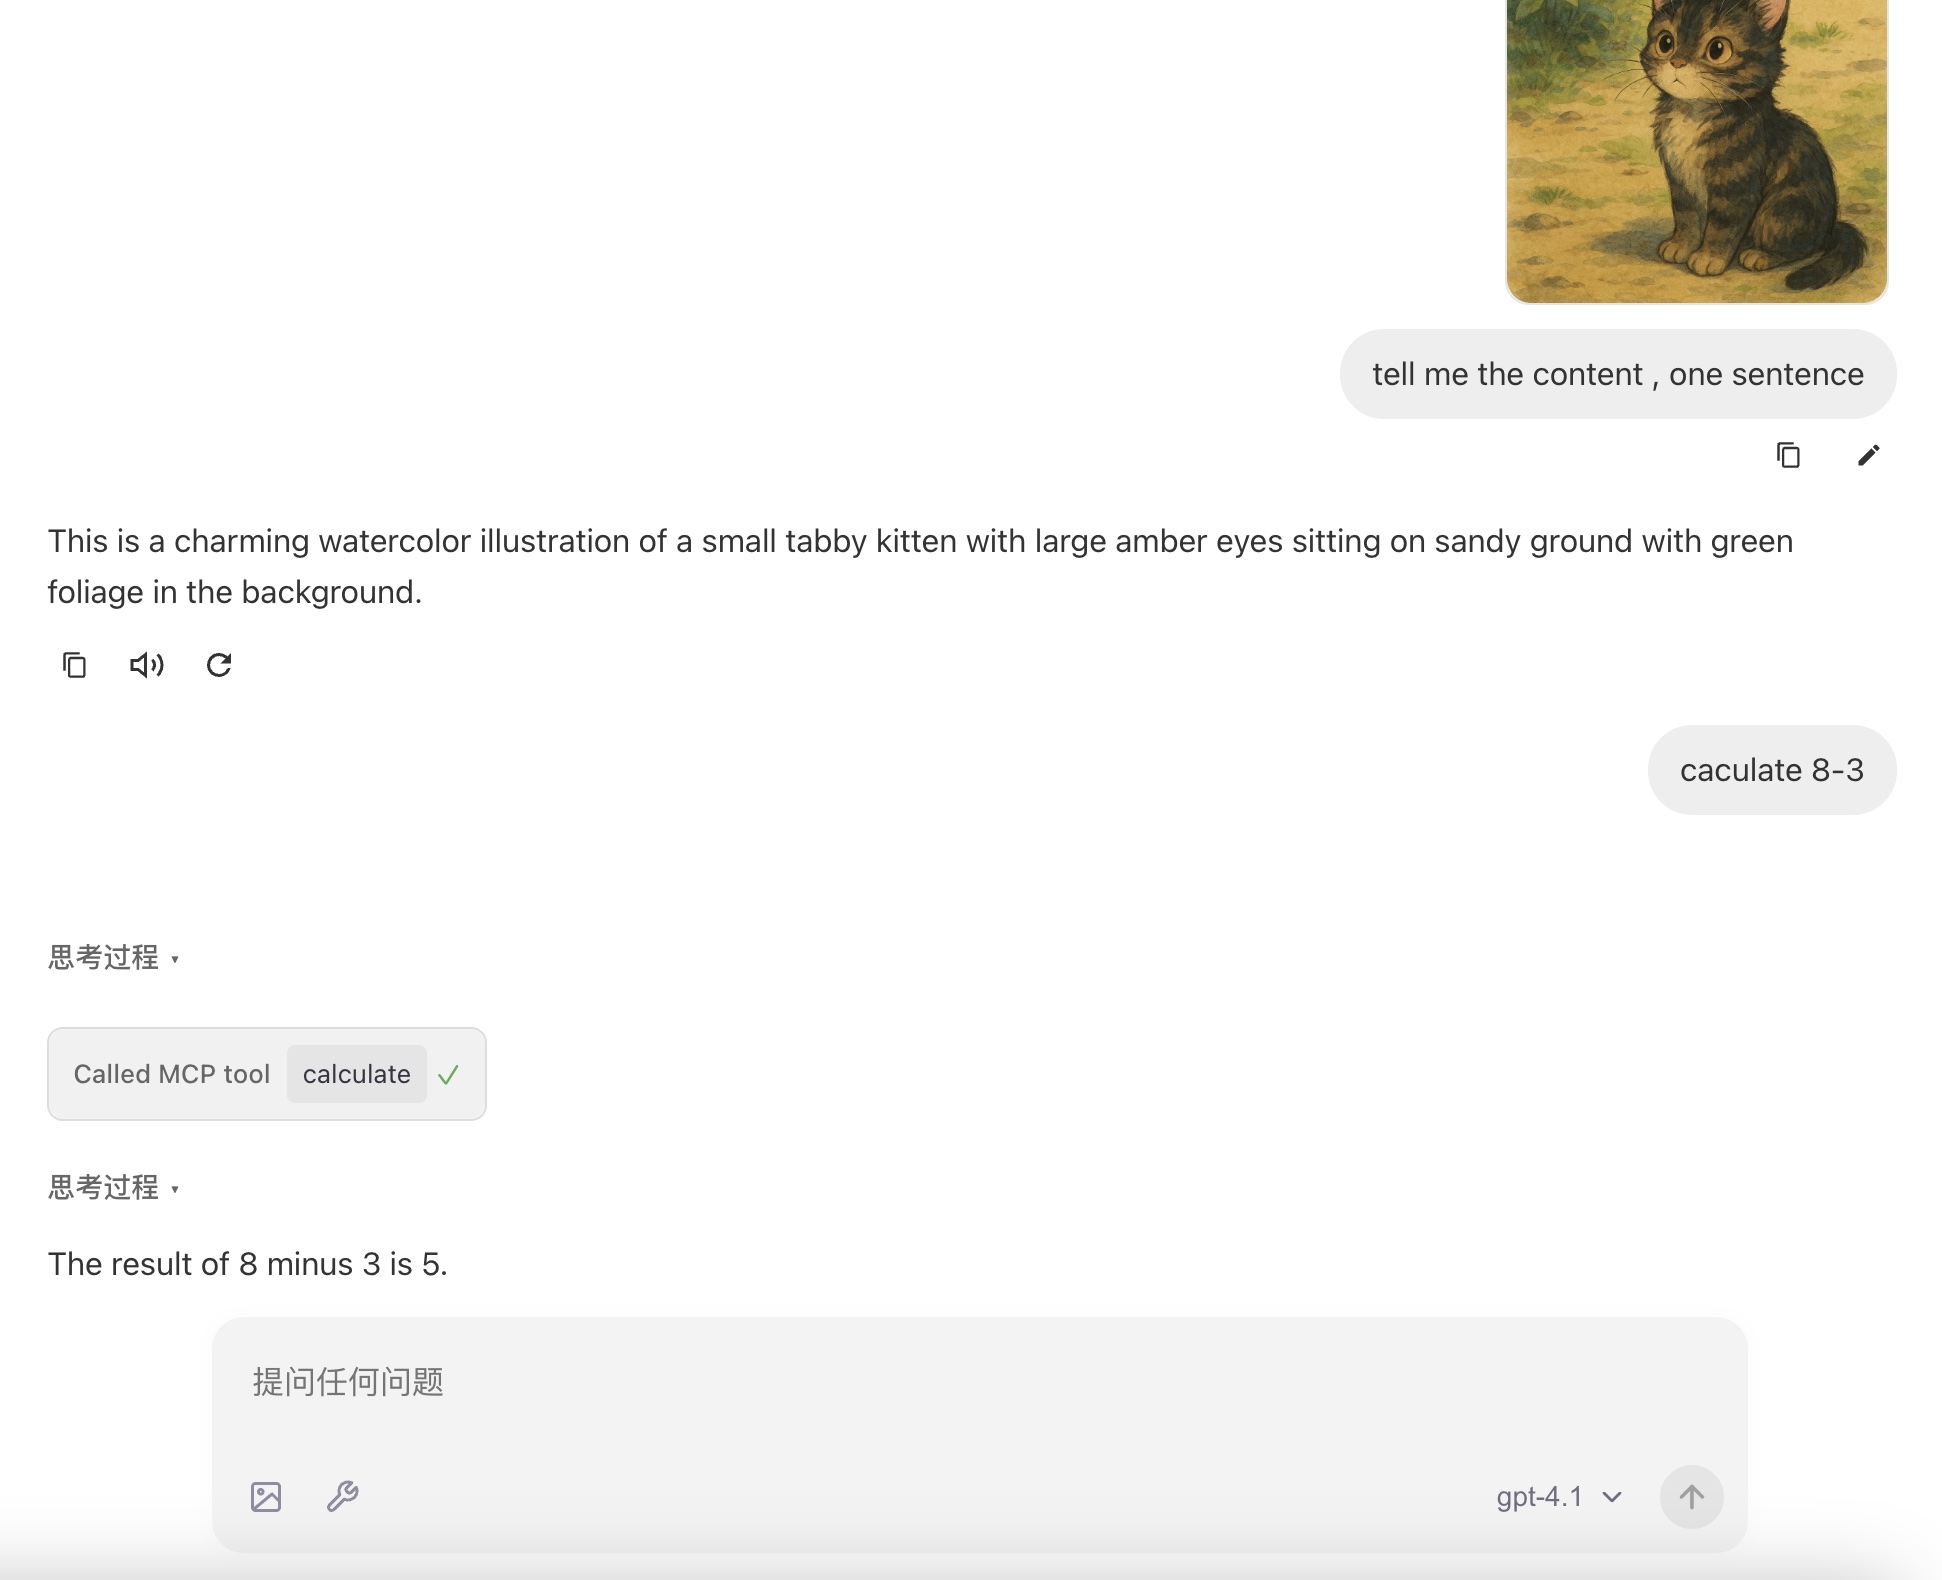 tell me the content , one sentence
This is a charming watercolor illustration of a small tabby kitten with large amber eyes sitting on sandy ground with green
foliage in the background.
caculate 8-3
思考过程
Called MCP tool calculate
思考过程
The result of 8 minus 3 is 5.
提问任何问题
gpt-4.1